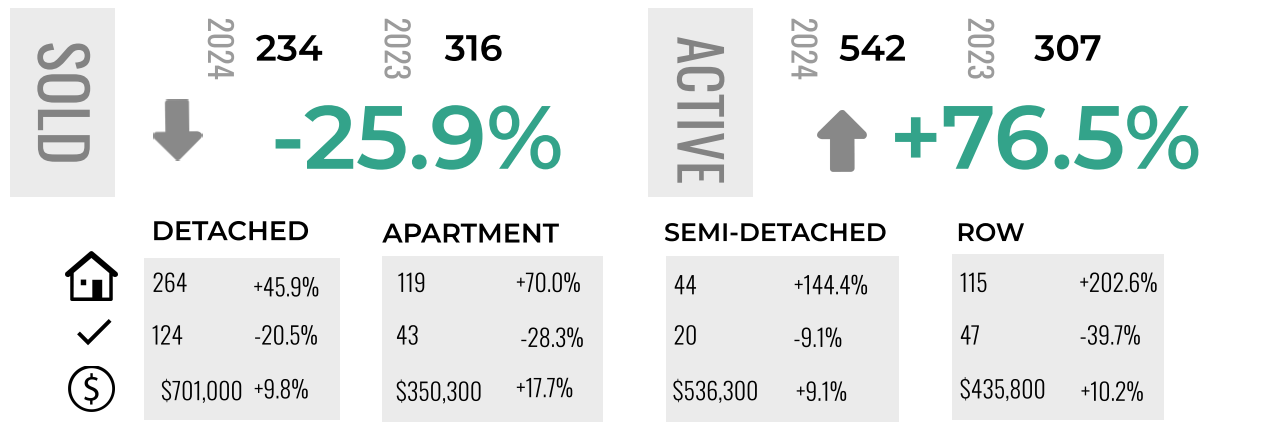 SOLD
2024 234 2023 316
-25.9%
ACTIVE
2024 542 2023 307
+76.5%
DETACHED APARTMENT SEMI-DETACHED ROW
264 +45.9% 119 +70.0% 44 +144.4% 115 +202.6%
124 -20.5% 43 -28.3% 20 -9.1% 47 -39.7%
$ $701,000 +9.8% $350,300 +17.7% $536,300 +9.1% $435,800 +10.2%